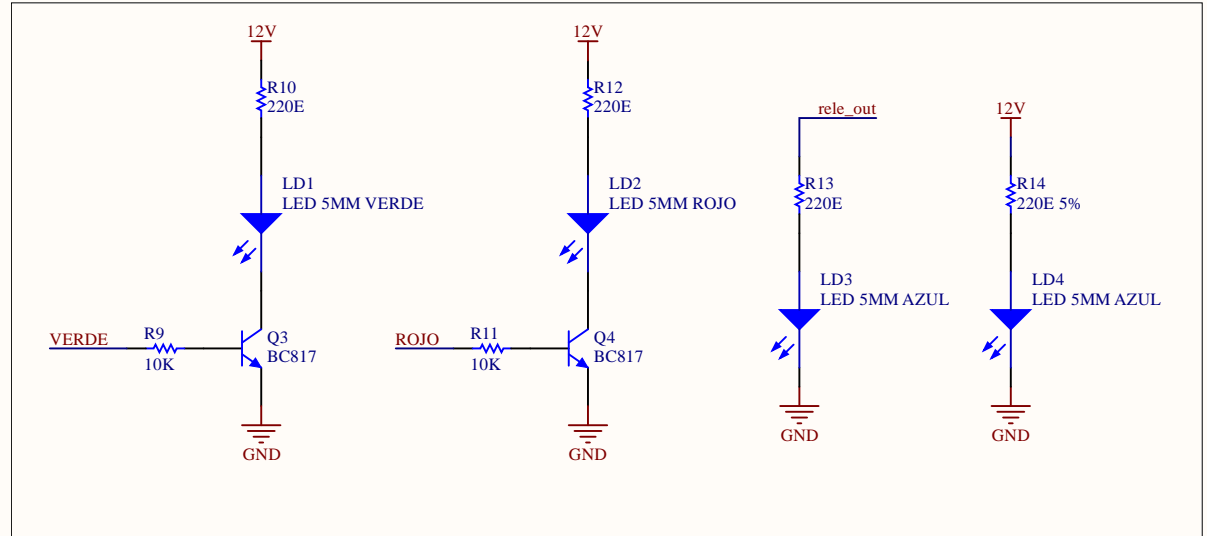 12V
R10
220E
LD1
LED 5MM VERDE
VERDE
R9
10K
Q3
BC817
GND
12V
R12
220E
LD2
LED 5MM ROJO
ROJO
R11
10K
Q4
BC817
GND
rele_out
R13
220E
LD3
LED 5MM AZUL
GND
12V
R14
220E 5%
LD4
LED 5MM AZUL
GND